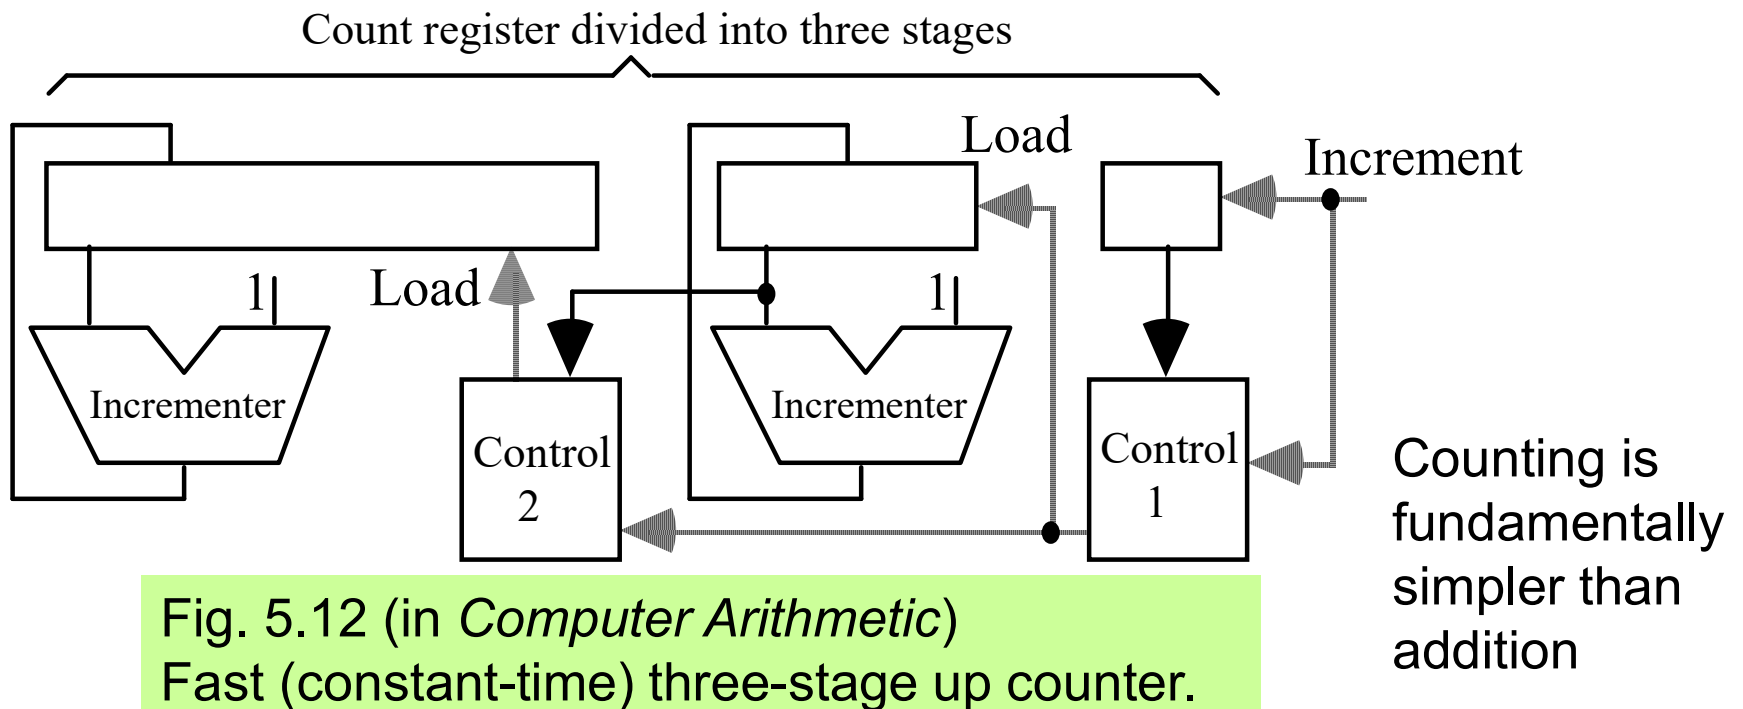 Count register divided into three stages
Load
Increment
1
Load
1
Incrementer
Control
2
Incrementer
Control
1
Counting is
fundamentally
simpler than
addition
Fig. 5.12 (in Computer Arithmetic)
Fast (constant-time) three-stage up counter.